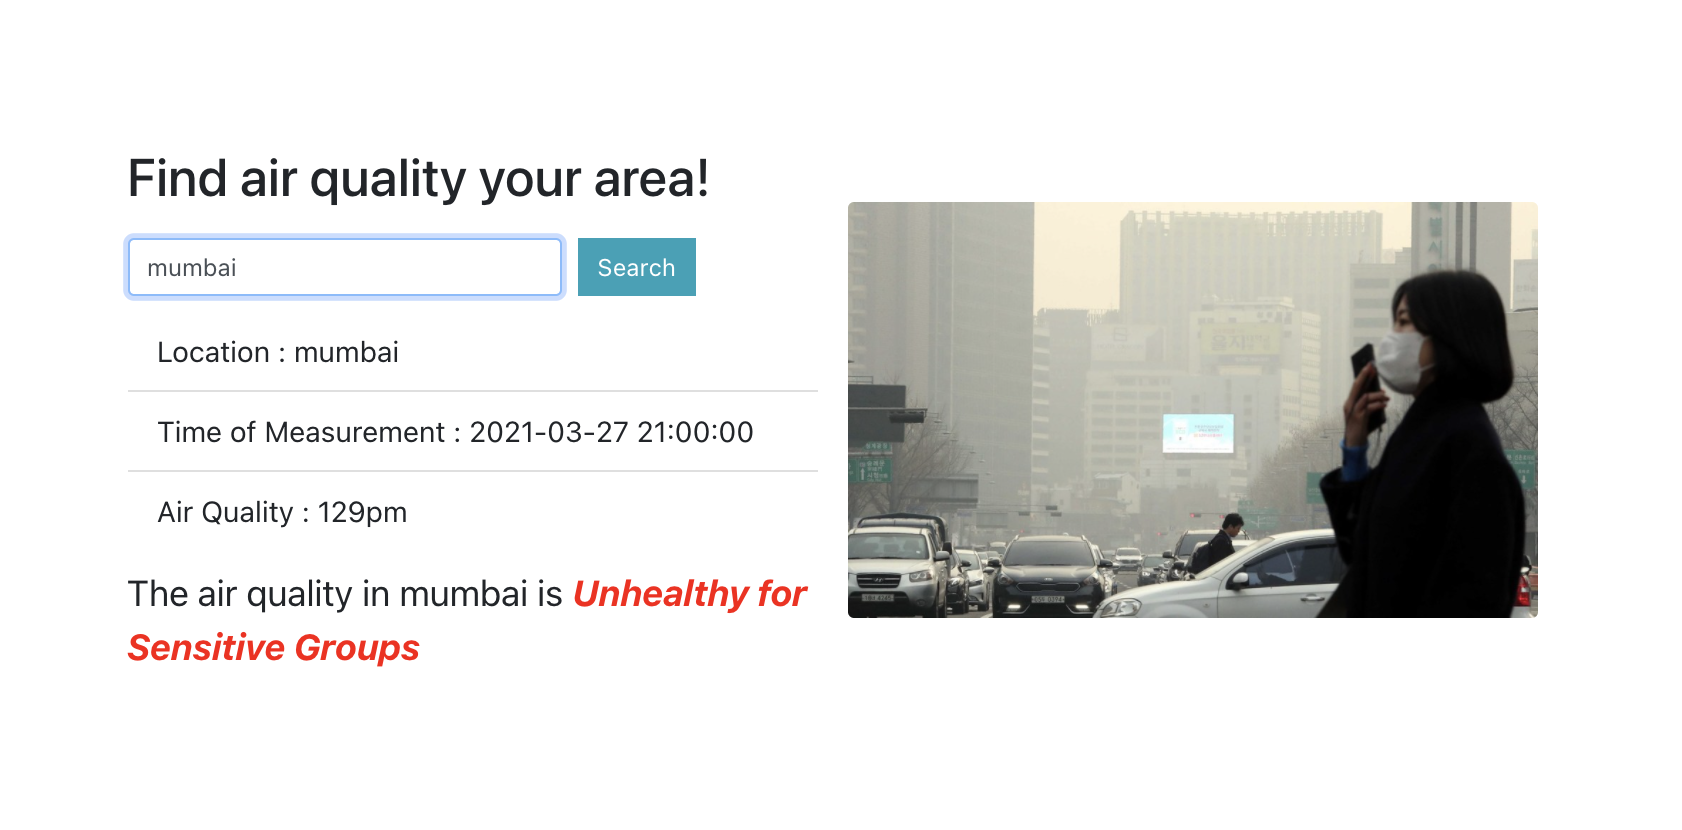 Find air quality your area!
mumbai
Search
Location : mumbai
Time of Measurement : 2021-03-27 21:00:00
Air Quality : 129pm
The air quality in mumbai is Unhealthy for
Sensitive Groups